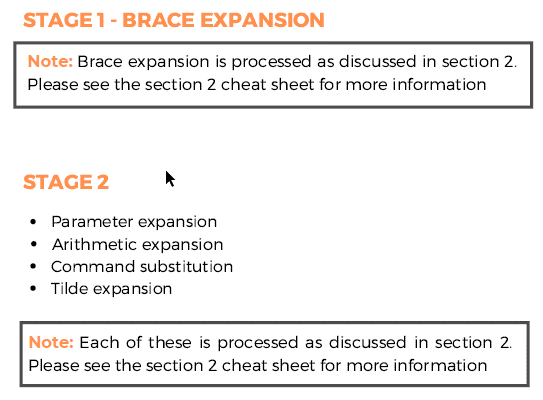 STAGE 1 - BRACE EXPANSION
Note: Brace expansion is processed as discussed in section 2.
Please see the section 2 cheat sheet for more information
STAGE 2
• Parameter expansion
• Arithmetic expansion
• Command substitution
• Tilde expansion
Note: Each of these is processed as discussed in section 2.
Please see the section 2 cheat sheet for more information